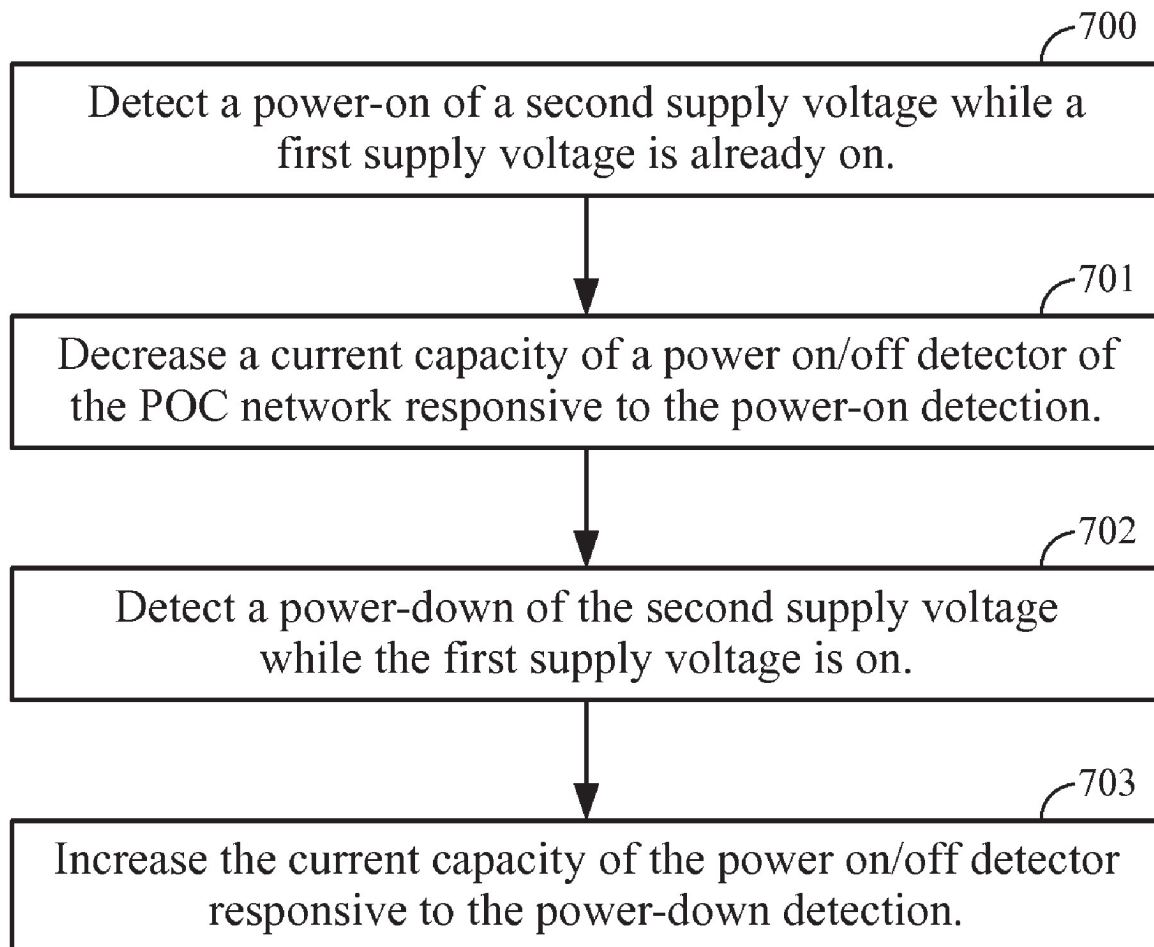 700
Detect a power-on of a second supply voltage while a
first supply voltage is already on.
701
Decrease a current capacity of a power on/off detector of
the POC network responsive to the power-on detection.
702
Detect a power-down of the second supply voltage
while the first supply voltage is on.
703
Increase the current capacity of the power on/off detector
responsive to the power-down detection.